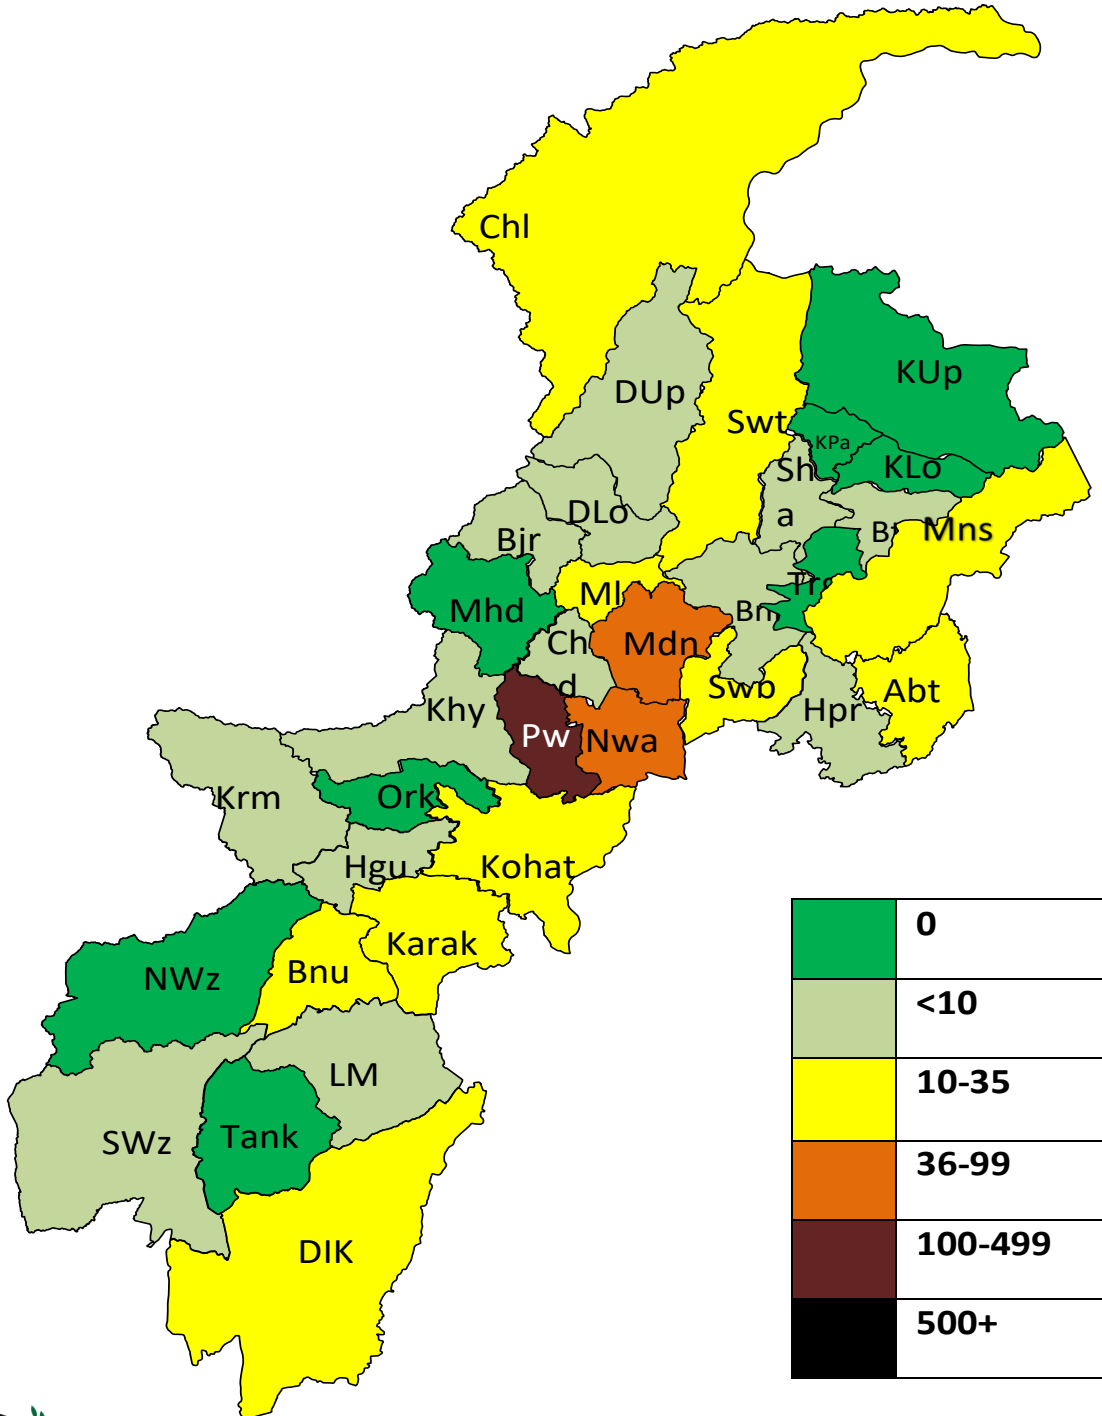 Chl
KUp
DUp
Swt
KPa
KLo
Sh
a
DLo
Mns
Bjr
Ml
Mhd
Bn
Ch
d
Mdn
Swb
Abt
Khy
Hpr
Pw
Nwa
Krm
Ork
Hgu
Kohat
Karak
NWz
Bnu
LM
SWz
Tank
DIK
0
<10
10-35
36-99
100-499
500+